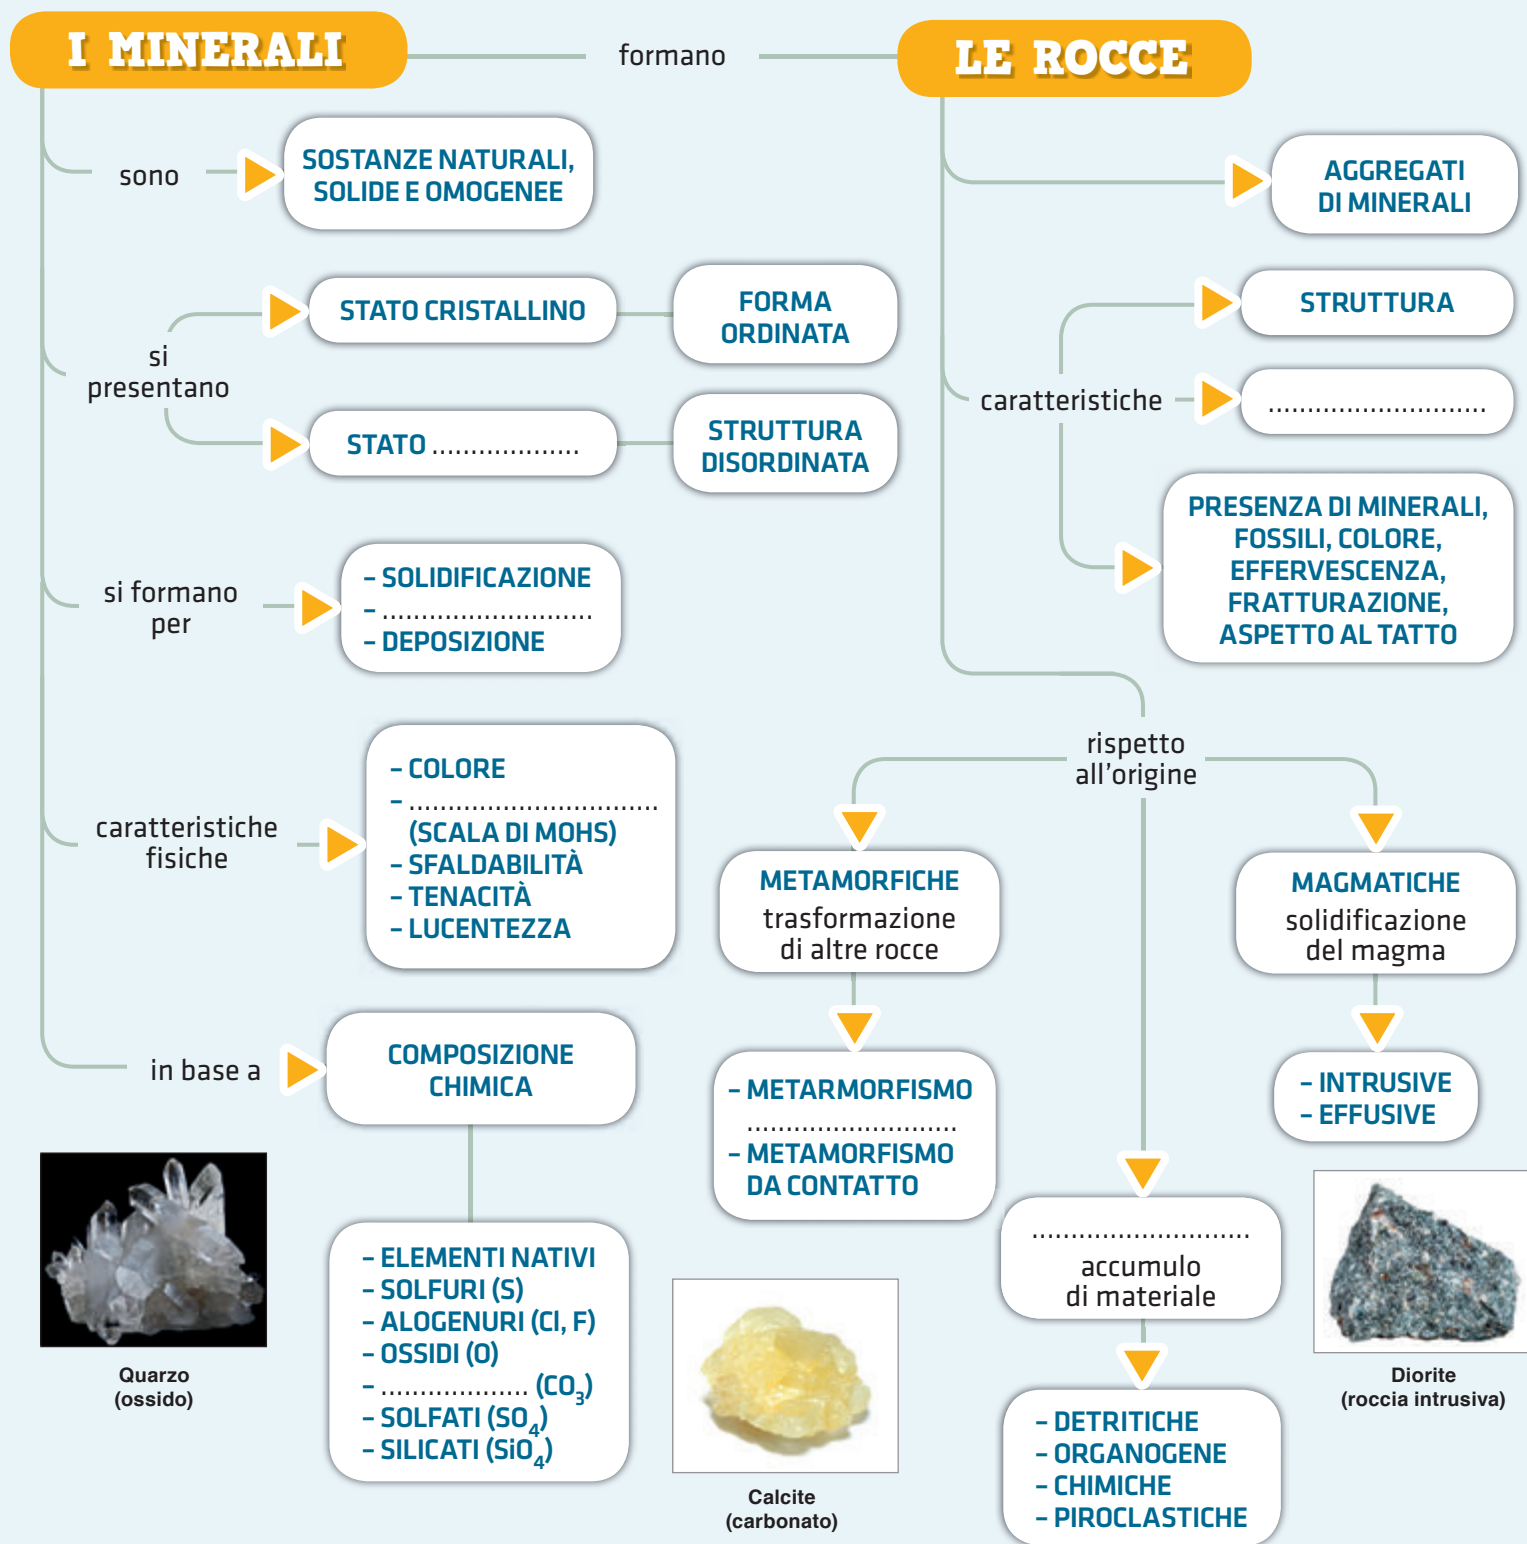 I MINERALI
formano
LE ROCCE
sono
SOSTANZE NATURALI,
SOLIDE E OMOGENEE
si
presentano
STATO CRISTALLINO
FORMA
ORDINATA
STATO ...................
STRUTTURA
DISORDINATA
si formano
per
– SOLIDIFICAZIONE
– ...........................
– DEPOSIZIONE
caratteristiche
fisiche
– COLORE
– ................................
(SCALA DI MOHS)
– SFALDABILITÀ
– TENACITÀ
– LUCENTEZZA
in base a
COMPOSIZIONE
CHIMICA
– ELEMENTI NATIVI
– SOLFURI (S)
– ALOGENURI (Cl, F)
– OSSIDI (O)
– ................... (CO₃)
– SOLFATI (SO₄)
– SILICATI (SiO₄)
Quarzo
(ossido)
Calcite
(carbonato)
AGGREGATI
DI MINERALI
caratteristiche
STRUTTURA
............................
PRESENZA DI MINERALI,
FOSSILI, COLORE,
EFFERVESCENZA,
FRATTURAZIONE,
ASPETTO AL TATTO
rispetto
all'origine
METAMORFICHE
trasformazione
di altre rocce
– METARMORFISMO
...........................
– METAMORFISMO
DA CONTATTO
............................
accumulo
di materiale
– DETRITICHE
– ORGANOGENE
– CHIMICHE
– PIROCLASTICHE
MAGMATICHE
solidificazione
del magma
– INTRUSIVE
– EFFUSIVE
Diorite
(roccia intrusiva)